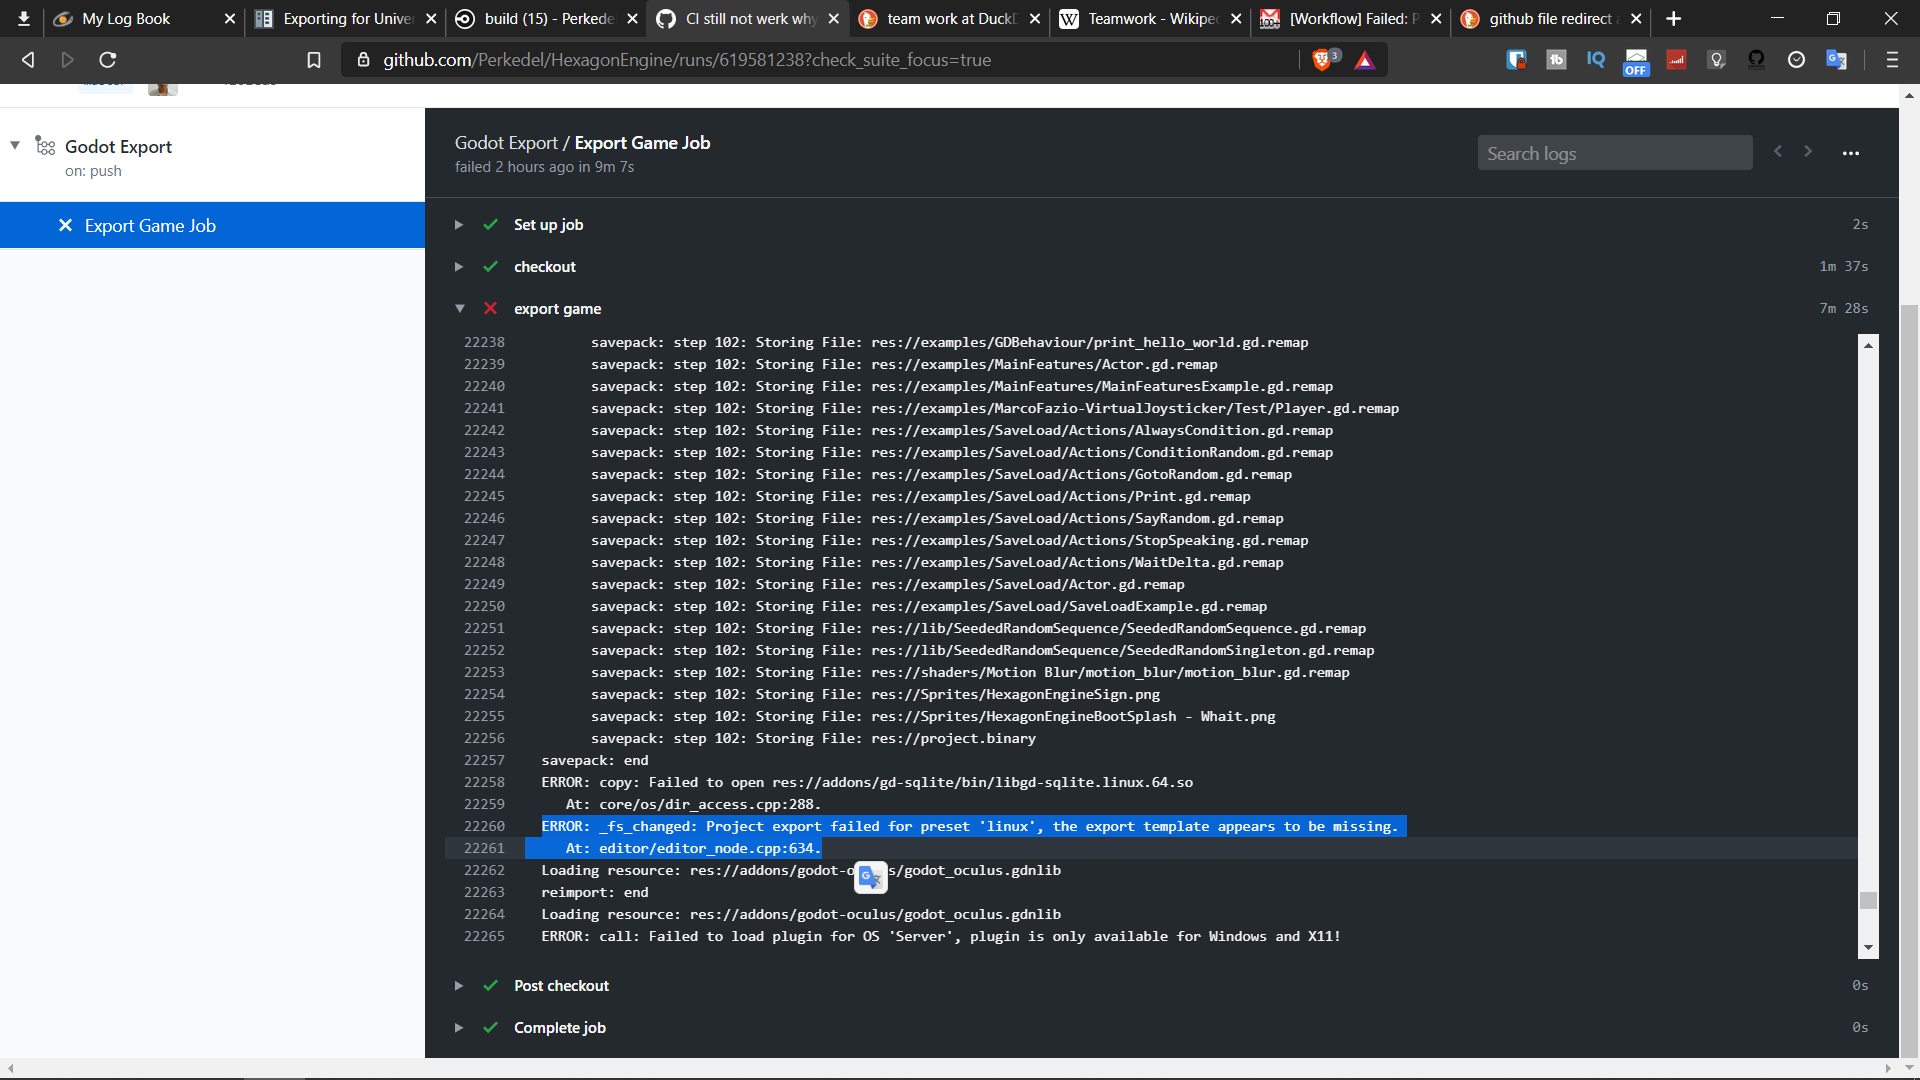 My Log Book
Exporting for Unive
build (15) - Perkede
CI still not werk why
team work at DuckD
Teamwork - Wikiped
[Workflow] Failed: P
github file redirect a
github.com/Perkedel/HexagonEngine/runs/619581238?check_suite_focus=true
3
OFF
Godot Export
on: push
Export Game Job
Godot Export / Export Game Job
failed 2 hours ago in 9m 7s
Search logs
Set up job
2s
checkout
1m 37s
export game
7m 28s
22238 savepack: step 102: Storing File: res://examples/GDBehaviour/print_hello_world.gd.remap
22239 savepack: step 102: Storing File: res://examples/MainFeatures/Actor.gd.remap
22240 savepack: step 102: Storing File: res://examples/MainFeatures/MainFeaturesExample.gd.remap
22241 savepack: step 102: Storing File: res://examples/MarcoFazio-VirtualJoysticker/Test/Player.gd.remap
22242 savepack: step 102: Storing File: res://examples/SaveLoad/Actions/AlwaysCondition.gd.remap
22243 savepack: step 102: Storing File: res://examples/SaveLoad/Actions/ConditionRandom.gd.remap
22244 savepack: step 102: Storing File: res://examples/SaveLoad/Actions/GotoRandom.gd.remap
22245 savepack: step 102: Storing File: res://examples/SaveLoad/Actions/Print.gd.remap
22246 savepack: step 102: Storing File: res://examples/SaveLoad/Actions/SayRandom.gd.remap
22247 savepack: step 102: Storing File: res://examples/SaveLoad/Actions/StopSpeaking.gd.remap
22248 savepack: step 102: Storing File: res://examples/SaveLoad/Actions/WaitDelta.gd.remap
22249 savepack: step 102: Storing File: res://examples/SaveLoad/Actor.gd.remap
22250 savepack: step 102: Storing File: res://examples/SaveLoad/SaveLoadExample.gd.remap
22251 savepack: step 102: Storing File: res://lib/SeededRandomSequence/SeededRandomSequence.gd.remap
22252 savepack: step 102: Storing File: res://lib/SeededRandomSequence/SeededRandomSingleton.gd.remap
22253 savepack: step 102: Storing File: res://shaders/Motion Blur/motion_blur/motion_blur.gd.remap
22254 savepack: step 102: Storing File: res://Sprites/HexagonEngineSign.png
22255 savepack: step 102: Storing File: res://Sprites/HexagonEngineBootSplash - Whait.png
22256 savepack: step 102: Storing File: res://project.binary
22257 savepack: end
22258 ERROR: copy: Failed to open res://addons/gd-sqlite/bin/libgd-sqlite.linux.64.so
22259 At: core/os/dir_access.cpp:288.
22260 ERROR: _fs_changed: Project export failed for preset 'linux', the export template appears to be missing.
22261 At: editor/editor_node.cpp:634.
22262 Loading resource: res://addons/godot-o s/godot_oculus.gdnlib
22263 reimport: end
22264 Loading resource: res://addons/godot-oculus/godot_oculus.gdnlib
22265 ERROR: call: Failed to load plugin for OS 'Server', plugin is only available for Windows and X11!
Post checkout
0s
Complete job
0s